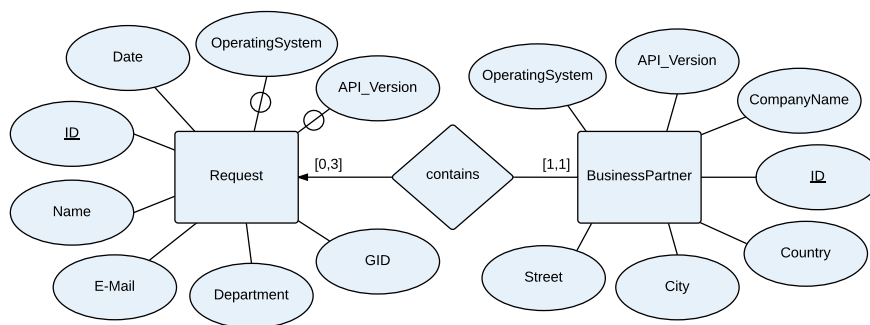 OperatingSystem
Date
API_Version
ID
Request
Name
E-Mail
Department
GID
[0,3]
contains
[1,1]
OperatingSystem
API_Version
CompanyName
BusinessPartner
ID
Country
Street
City